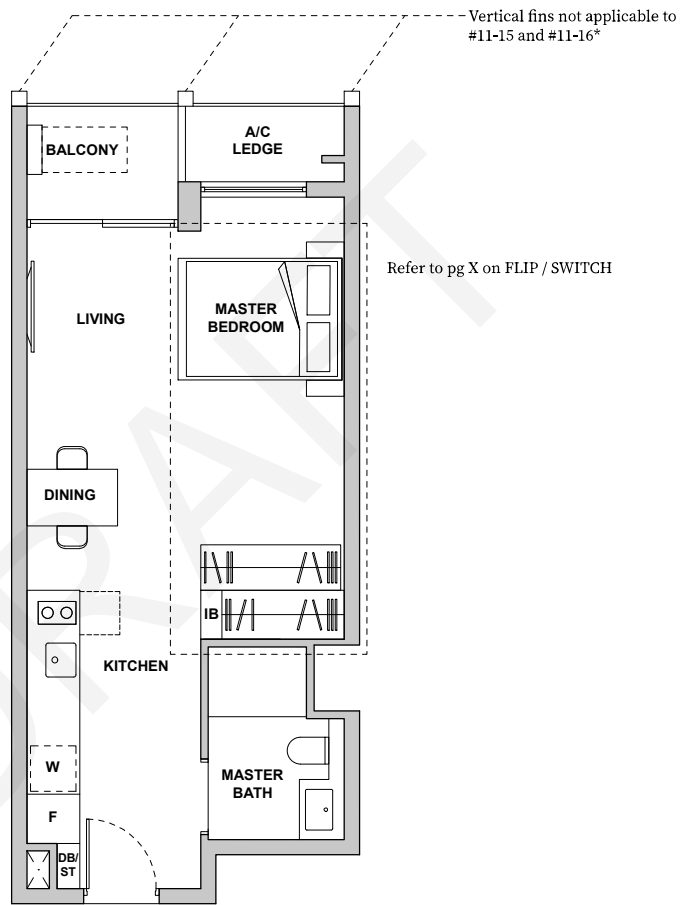 Vertical fins not applicable to
#11-15 and #11-16*
A/C
LEDGE
BALCONY
Refer to pg X on FLIP / SWITCH
LIVING
MASTER
BEDROOM
DINING
IB
KITCHEN
W
MASTER
BATH
F
DB/
ST
DRAFT